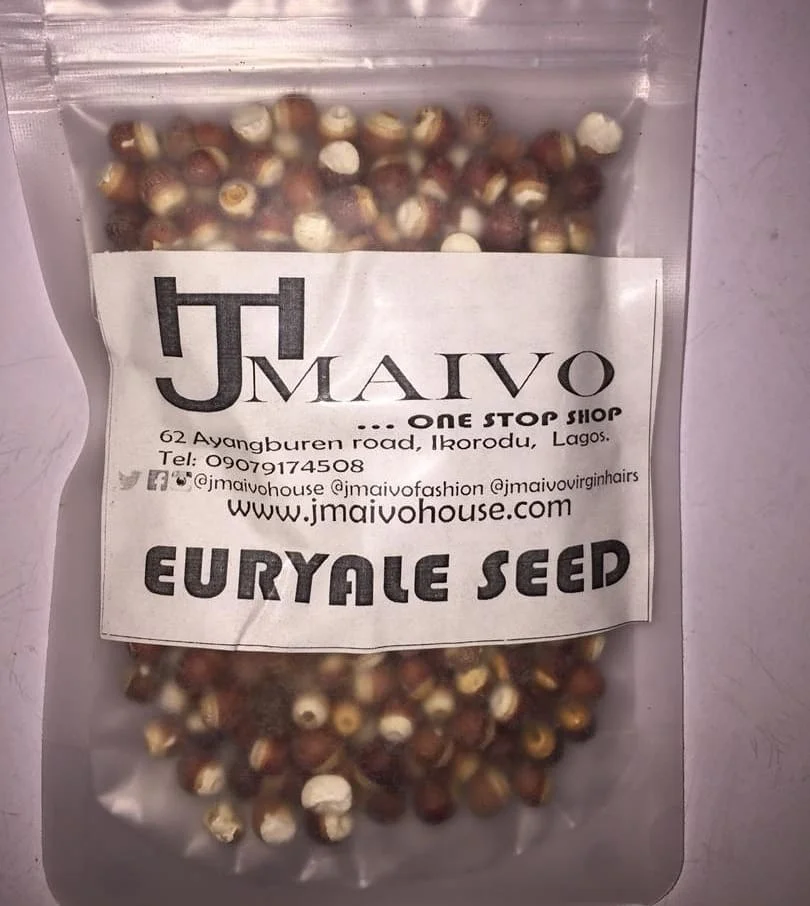 JMAIVO
... ONE STOP SHOP
62 Ayangburen road, Ikorodu, Lagos.
Tel: 09079174508
@jmaivohouse @jmaivofashion @jmaivovirginhairs
www.jmaivohouse.com
EURYALE SEED